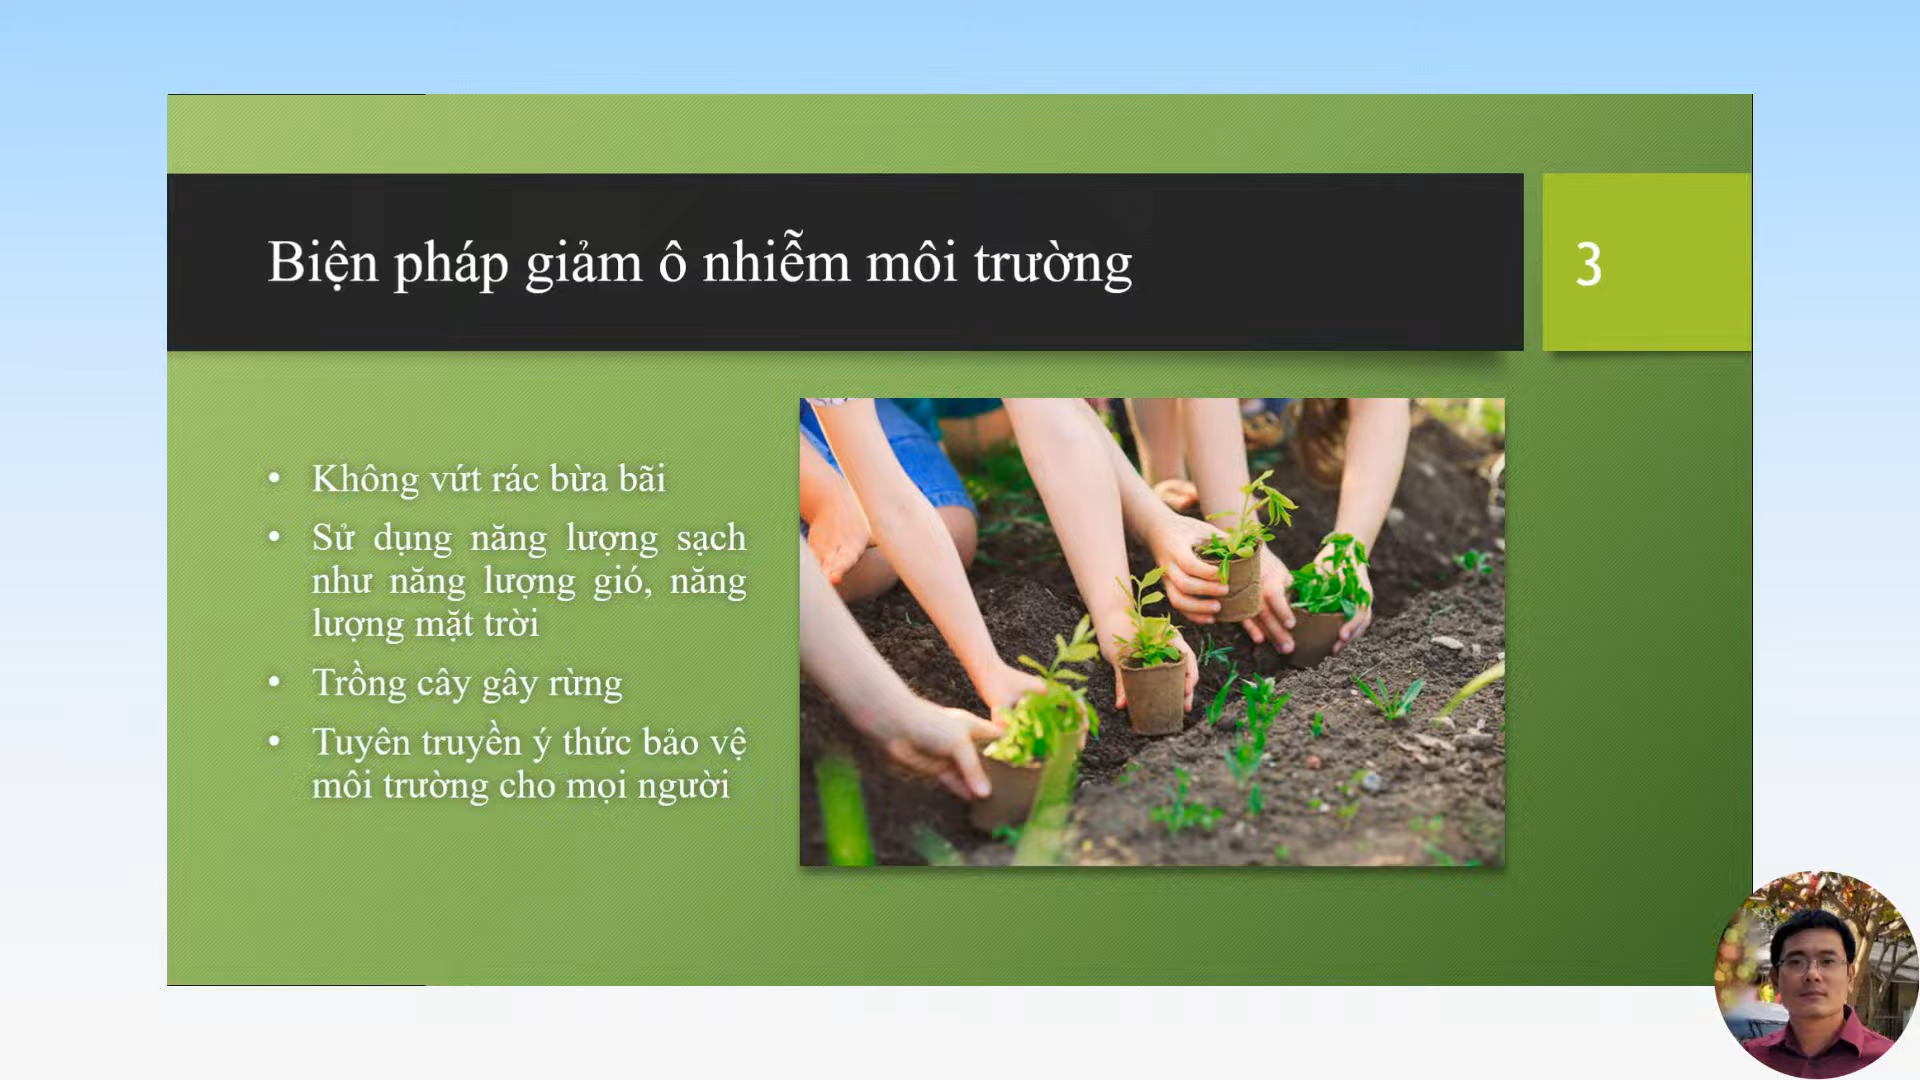 Biện pháp giảm ô nhiễm môi trường
3
• Không vứt rác bừa bãi
• Sử dụng năng lượng sạch
như năng lượng gió, năng
lượng mặt trời
• Trồng cây gây rừng
• Tuyên truyền ý thức bảo vệ
môi trường cho mọi người